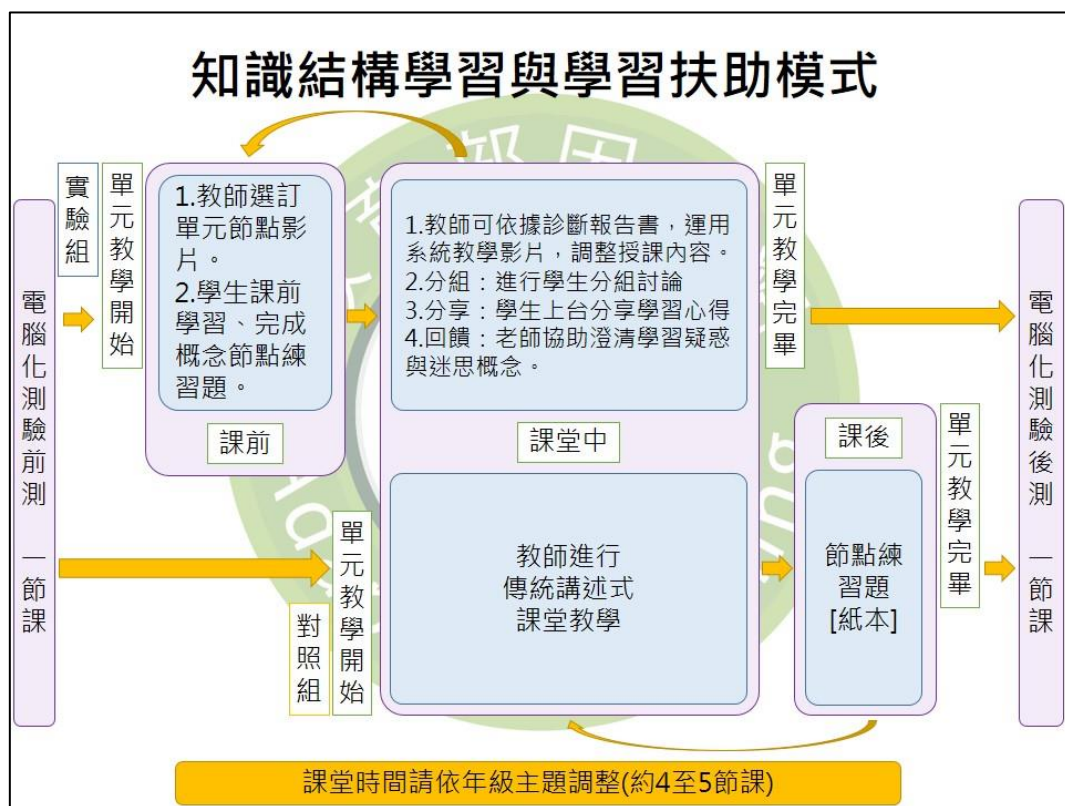 知識結構學習與學習扶助模式
電腦化測驗前測 一節課
實驗組
單元教學開始
1.教師選訂
單元節點影
片。
2.學生課前
學習、完成
概念節點練
習題。
課前
1.教師可依據診斷報告書，運用
系統教學影片，調整授課內容。
2.分組：進行學生分組討論
3.分享：學生上台分享學習心得
4.回饋：老師協助澄清學習疑惑
與迷思概念。
課堂中
單元教學完畢
對照組
單元教學開始
教師進行
傳統講述式
課堂教學
課後
節點練
習題
[紙本]
單元教學完畢
電腦化測驗後測 一節課
課堂時間請依年級主題調整(約4至5節課)